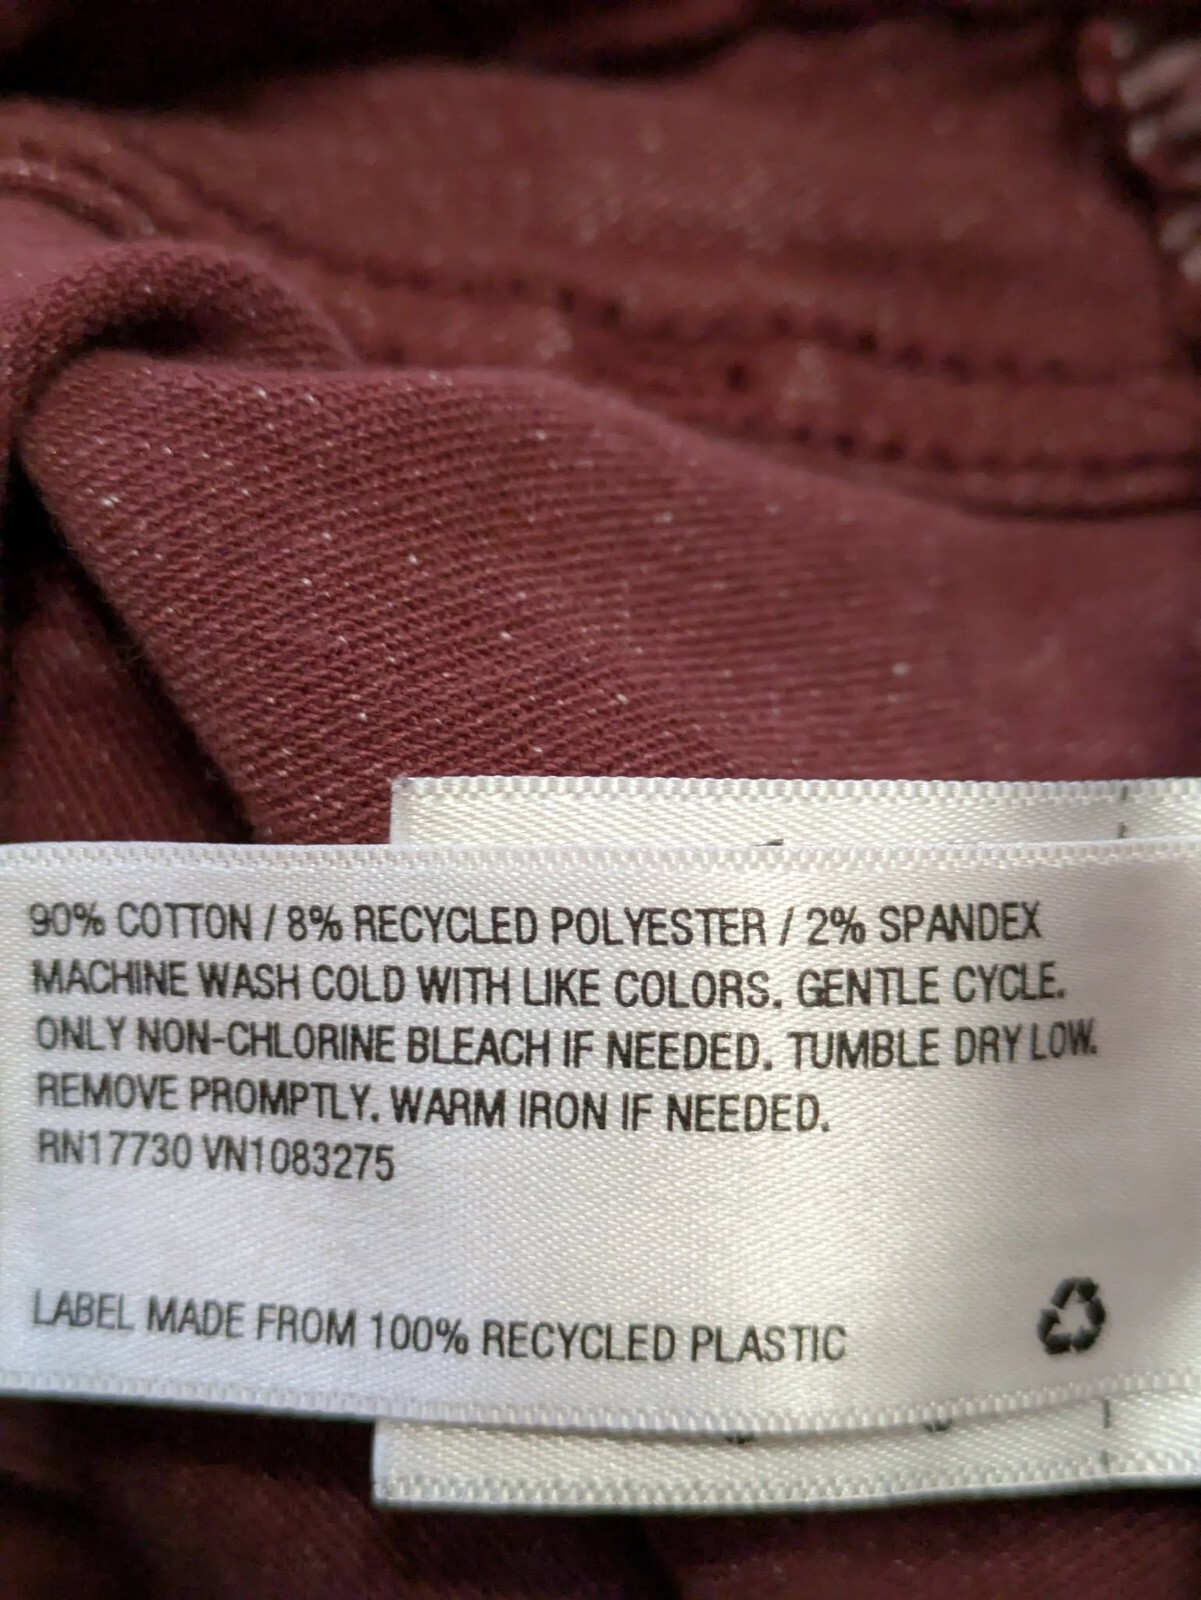 90% COTTON / 8% RECYCLED POLYESTER / 2% SPANDEX
MACHINE WASH COLD WITH LIKE COLORS. GENTLE CYCLE.
ONLY NON-CHLORINE BLEACH IF NEEDED. TUMBLE DRY LOW.
REMOVE PROMPTLY. WARM IRON IF NEEDED.
RN17730 VN1083275
LABEL MADE FROM 100% RECYCLED PLASTIC